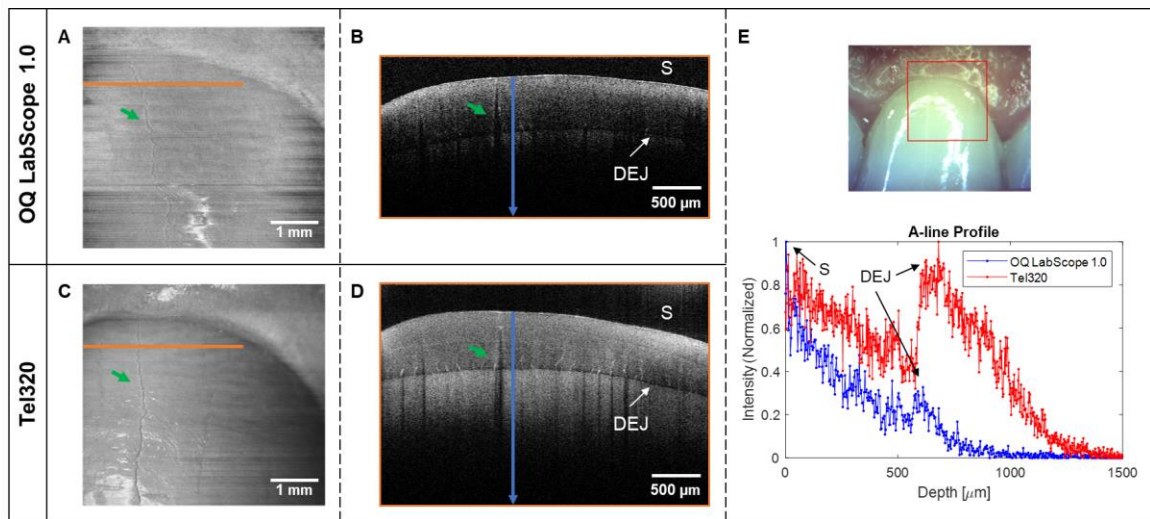 OQ LabScope 1.0
A
1 mm
B
S
DEJ
500 µm
Tel320
C
1 mm
D
S
DEJ
500 µm
E
A-line Profile
Intensity (Normalized)
1
0.8
0.6
0.4
0.2
0
S
DEJ
OQ LabScope 1.0
Tel320
0 500 1000 1500
Depth [µm]